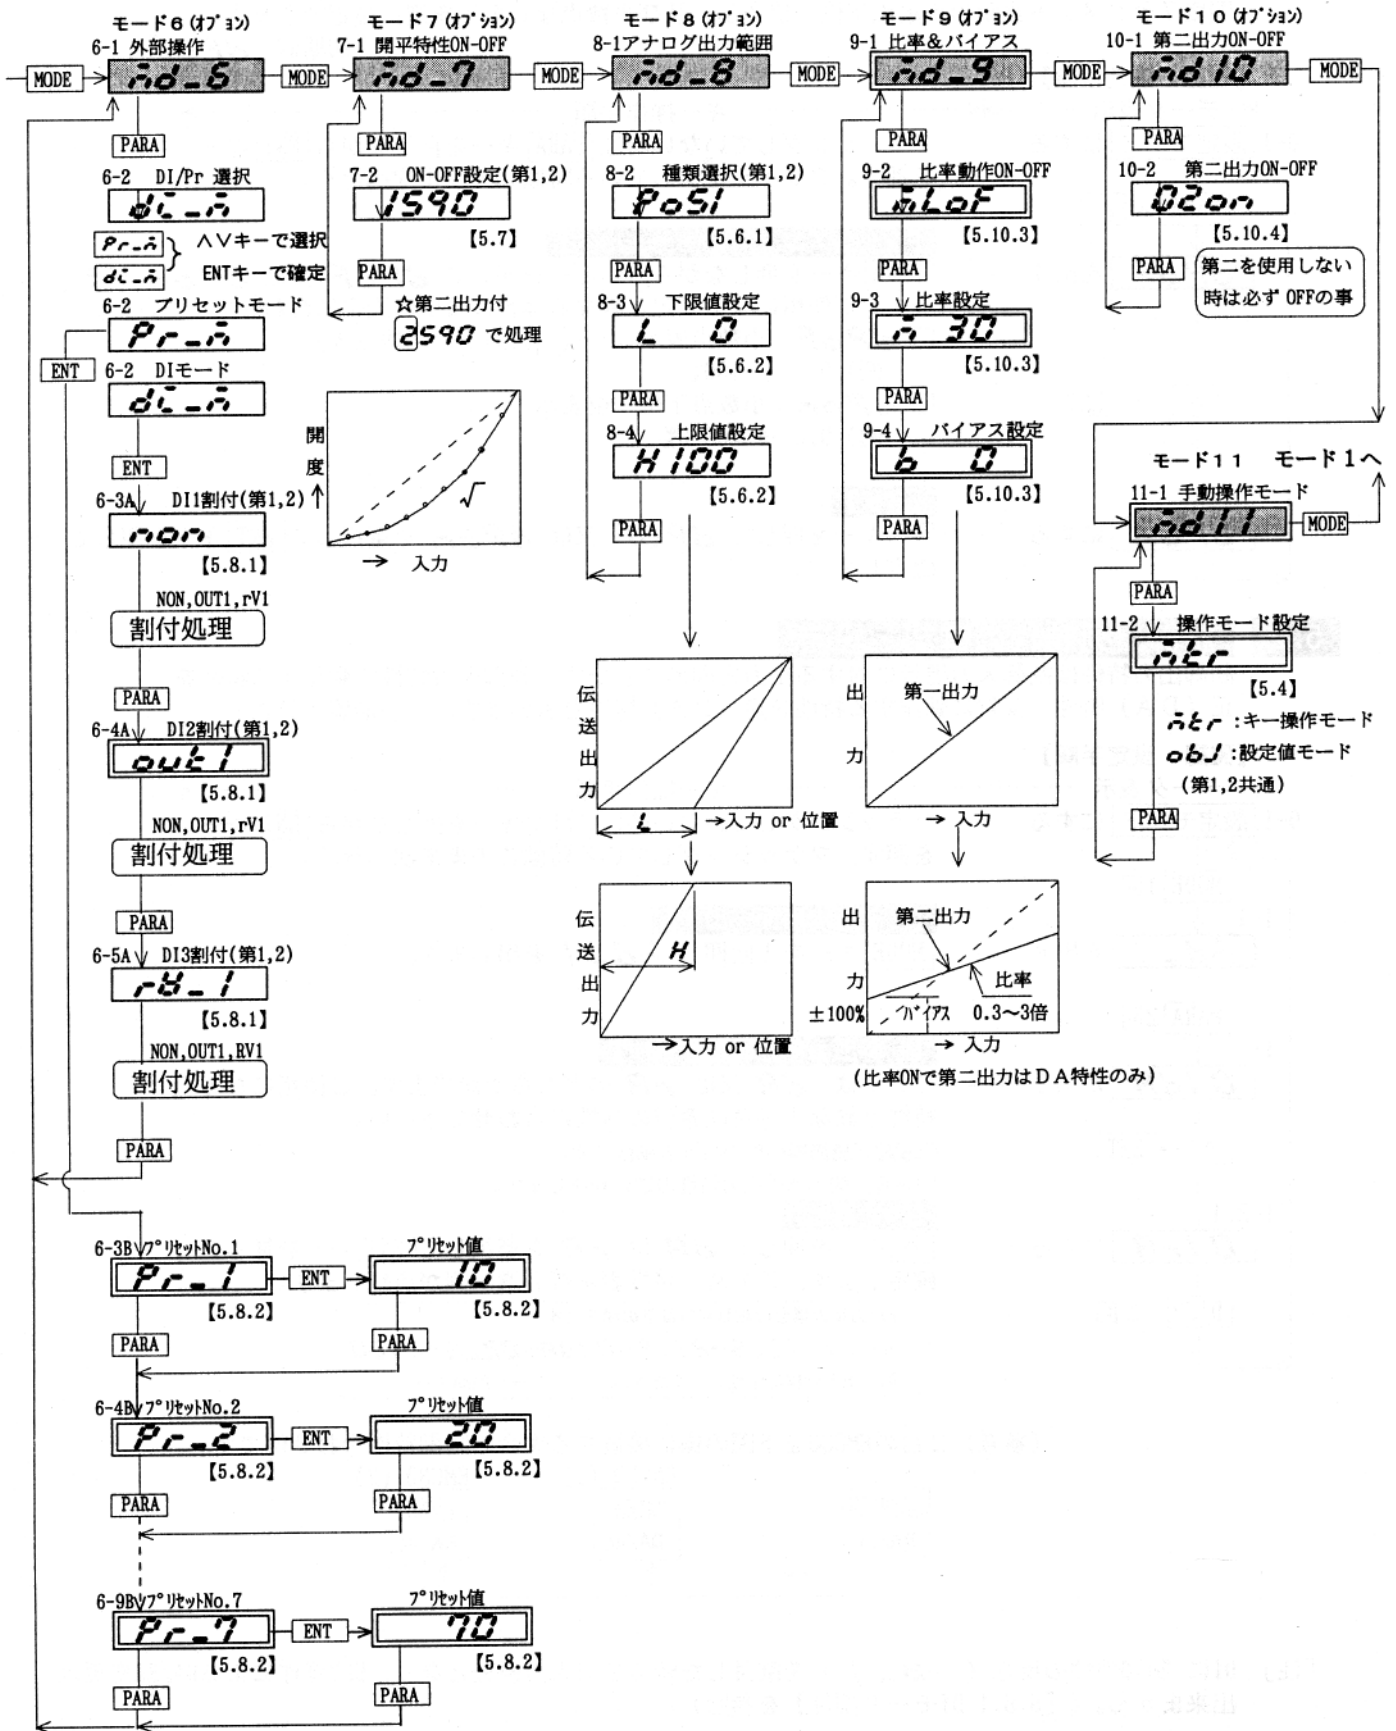 モード６(オプョン)
6-1 外部操作
MODE
ñd_6
MODE
PARA
6-2 DI/Pr 選択
di_ñ
Pr_ñ
di_ñ
∧∨キーで選択
ENTキーで確定
6-2 プリセットモード
Pr_ñ
ENT
6-2 DIモード
di_ñ
ENT
6-3A DI1割付(第1,2)
non
【5.8.1】
NON,OUT1,rV1
割付処理
PARA
6-4A DI2割付(第1,2)
out1
【5.8.1】
NON,OUT1,rV1
割付処理
PARA
6-5A DI3割付(第1,2)
rV_1
【5.8.1】
NON,OUT1,RV1
割付処理
PARA
6-3B プリセットNo.1
Pr_1
ENT
プリセット値
10
【5.8.2】
【5.8.2】
PARA
PARA
6-4B プリセットNo.2
Pr_2
ENT
プリセット値
20
【5.8.2】
【5.8.2】
PARA
PARA
6-9B プリセットNo.7
Pr_7
ENT
プリセット値
70
【5.8.2】
【5.8.2】
PARA
PARA
モード７(オプション)
7-1 開平特性ON-OFF
ñd_7
MODE
PARA
7-2 ON-OFF設定(第1,2)
1S90
【5.7】
PARA
☆第二出力付
2S90 で処理
開度↑
√
→ 入力
モード８(オプョン)
8-1アナログ出力範囲
ñd_8
MODE
PARA
8-2 種類選択(第1,2)
PoS1
【5.6.1】
PARA
8-3 下限値設定
L 0
【5.6.2】
PARA
8-4 上限値設定
H100
【5.6.2】
PARA
伝送出力
L
→入力 or 位置
伝送出力
H
→入力 or 位置
モード９(オプョン)
9-1 比率＆バイアス
ñd_9
MODE
PARA
9-2 比率動作ON-OFF
ñLoF
【5.10.3】
PARA
9-3 比率設定
ñ 30
【5.10.3】
PARA
9-4 バイアス設定
b 0
【5.10.3】
PARA
出力
第一出力
→ 入力
出力
第二出力
比率
±100%
バイアス
0.3～3倍
→ 入力
(比率ONで第二出力はＤＡ特性のみ)
モード１０(オプション)
10-1 第二出力ON-OFF
ñd10
MODE
PARA
10-2 第二出力ON-OFF
02on
【5.10.4】
PARA
第二を使用しない
時は必ず OFFの事
モード１１
モード１へ
11-1 手動操作モード
ñd11
MODE
PARA
11-2 操作モード設定
ñtr
【5.4】
ñtr :キー操作モード
obJ :設定値モード
(第1,2共通)
PARA